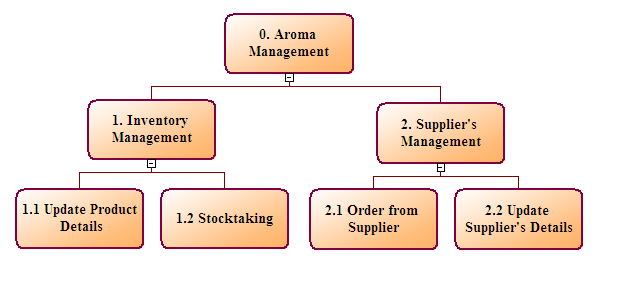 0. Aroma
Management
1. Inventory
Management
2. Supplier's
Management
1.1 Update Product
Details
1.2 Stocktaking
2.1 Order from
Supplier
2.2 Update
Supplier's Details